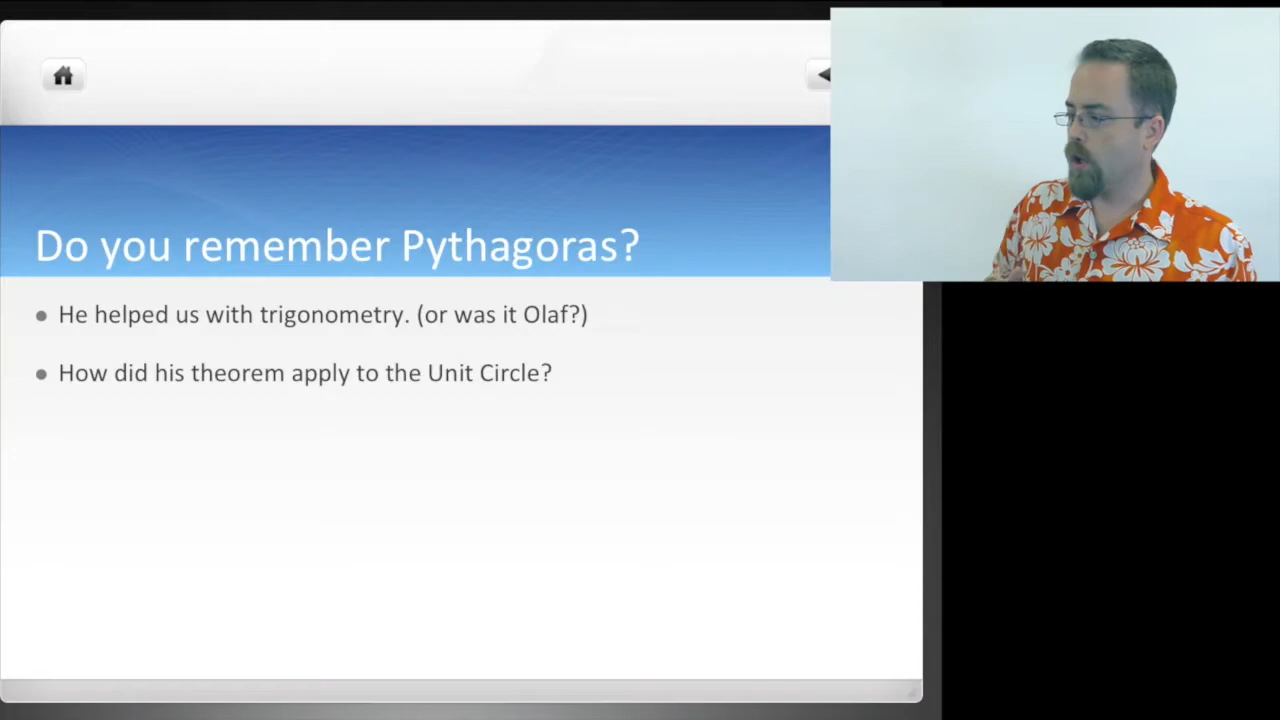 Do you remember Pythagoras?
He helped us with trigonometry. (or was it Olaf?)
How did his theorem apply to the Unit Circle?